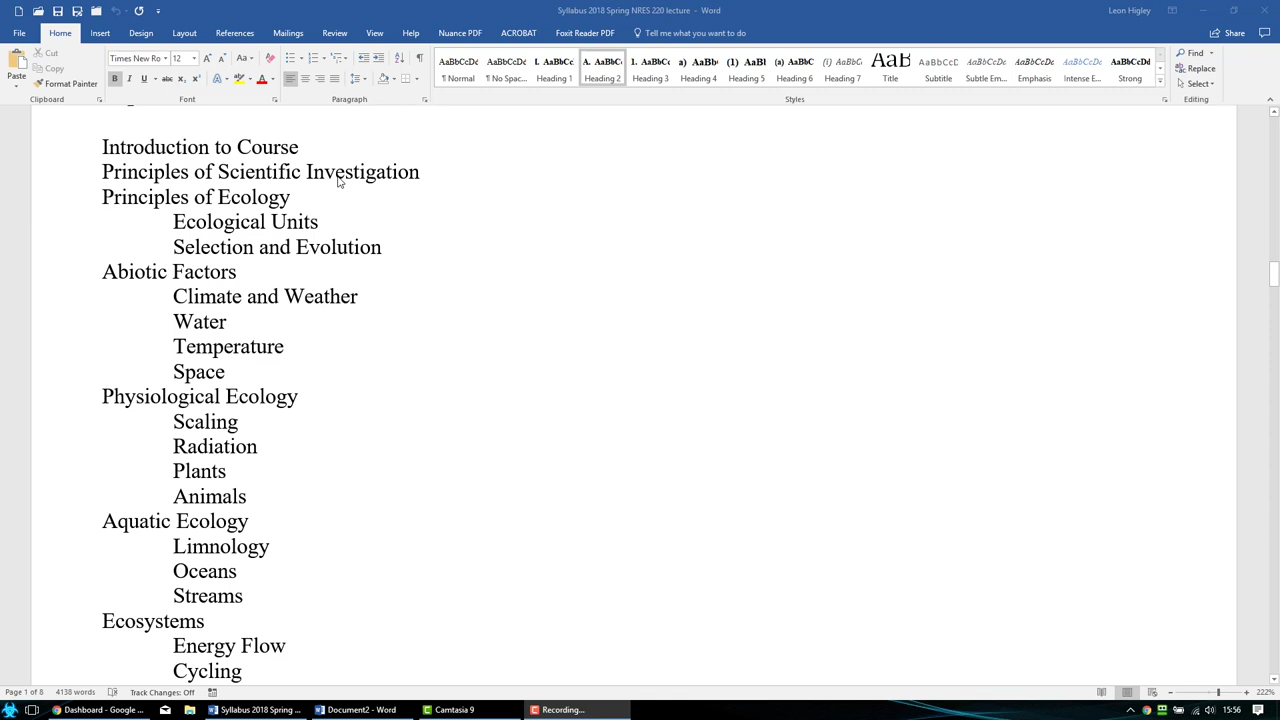 Syllabus 2018 Spring NRES 220 lecture - Word
Leon Higley
File Home Insert Design Layout References Mailings Review View Help Nuance PDF ACROBAT Foxit Reader PDF Tell me what you want to do
Share
Paste
Cut
Copy
Format Painter
Clipboard
Times New Ro 12
Font
Paragraph
AaBbCcDc
¶ Normal
¶ No Spac...
Heading 1
Heading 2
Heading 3
Heading 4
Heading 5
Heading 6
Heading 7
Title
Subtitle
Subtle Em...
Emphasis
Intense E...
Strong
Styles
Find
Replace
Select
Editing
Introduction to Course
Principles of Scientific Investigation
Principles of Ecology
Ecological Units
Selection and Evolution
Abiotic Factors
Climate and Weather
Water
Temperature
Space
Physiological Ecology
Scaling
Radiation
Plants
Animals
Aquatic Ecology
Limnology
Oceans
Streams
Ecosystems
Energy Flow
Cycling
Page 1 of 8 4138 words Track Changes: Off
222%
Dashboard - Google ... Syllabus 2018 Spring ... Document2 - Word Camtasia 9 Recording...
15:56